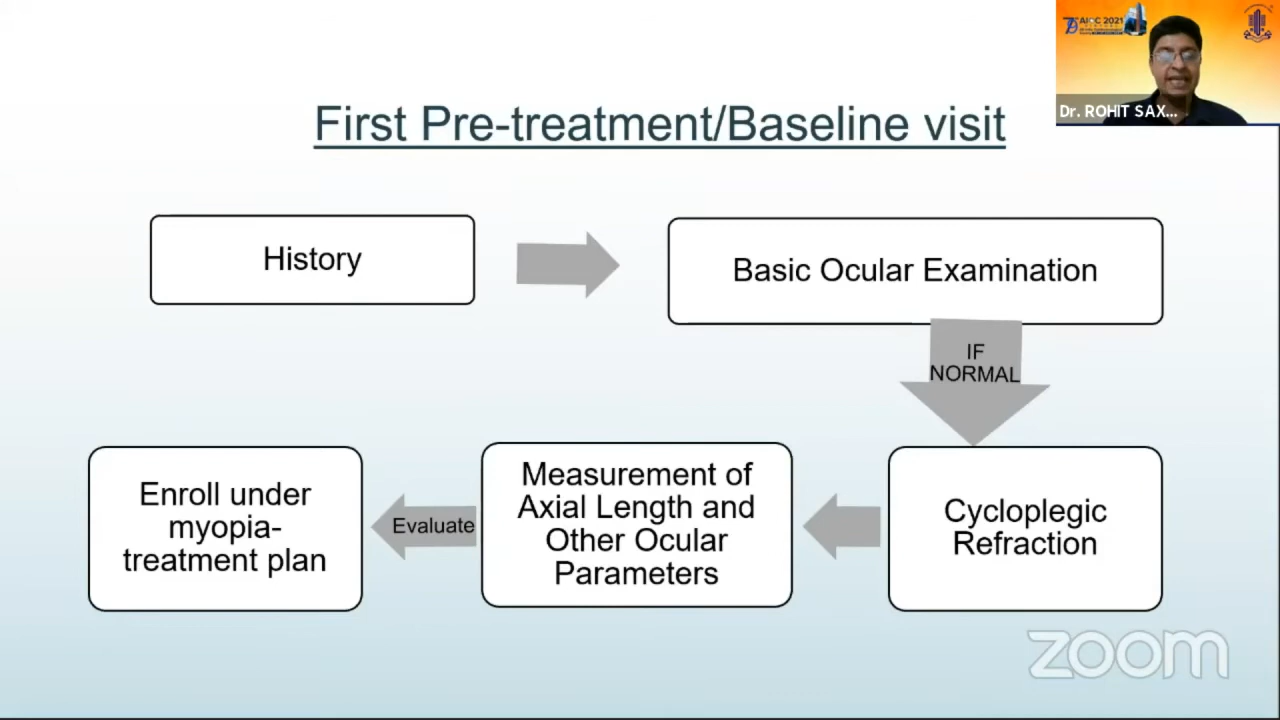 AIOC 2021
Dr. ROHIT SAX...
First Pre-treatment/Baseline visit
History
Basic Ocular Examination
IF
NORMAL
Cycloplegic
Refraction
Measurement of
Axial Length and
Other Ocular
Parameters
Evaluate
Enroll under
myopia-
treatment plan
zoom